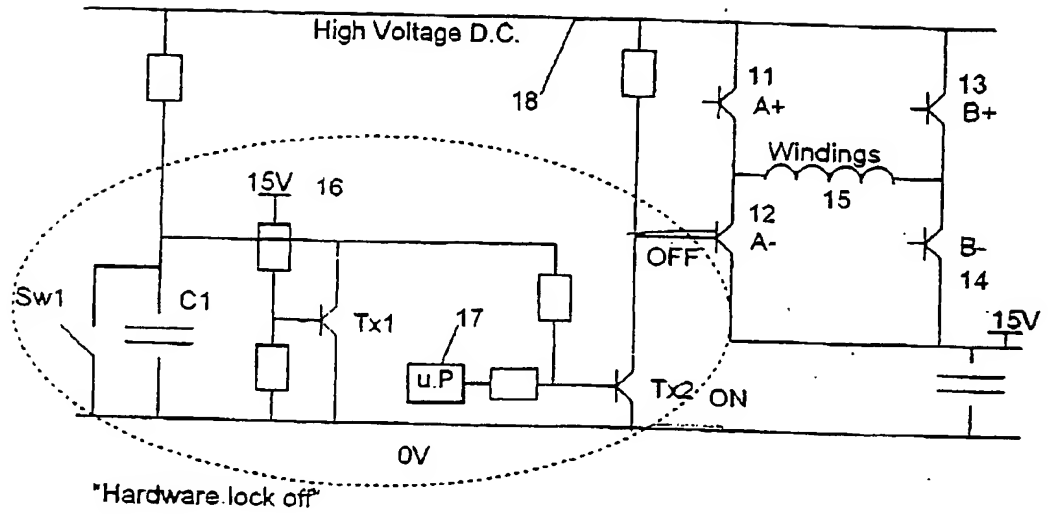 High Voltage D.C.
18
11
A+
13
B+
Windings
15
15V
16
12
A-
OFF
B-
14
Sw1
C1
Tx1
17
u.P
Tx2
ON
15V
0V
"Hardware.lock off"